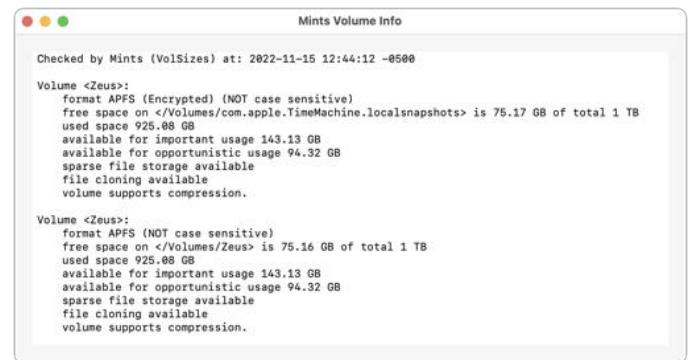 Mints Volume Info
Checked by Mints (VolSizes) at: 2022-11-15 12:44:12 -0500
Volume <Zeus>:
format APFS (Encrypted) (NOT case sensitive)
free space on </Volumes/com.apple.TimeMachine.localsnapshots> is 75.17 GB of total 1 TB
used space 925.08 GB
available for important usage 143.13 GB
available for opportunistic usage 94.32 GB
sparse file storage available
file cloning available
volume supports compression.
Volume <Zeus>:
format APFS (NOT case sensitive)
free space on </Volumes/Zeus> is 75.16 GB of total 1 TB
used space 925.08 GB
available for important usage 143.13 GB
available for opportunistic usage 94.32 GB
sparse file storage available
file cloning available
volume supports compression.